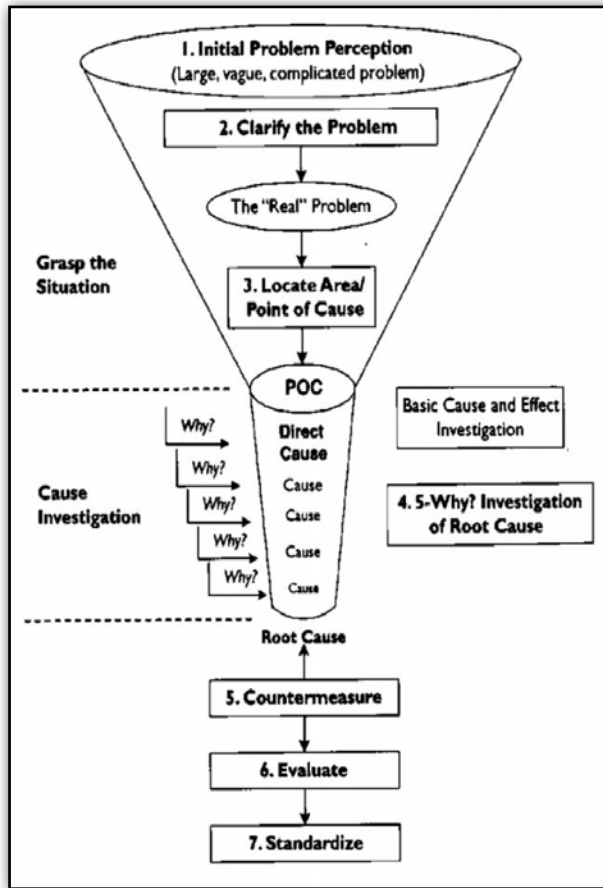 1. Initial Problem Perception
(Large, vague, complicated problem)
2. Clarify the Problem
The "Real" Problem
Grasp the
Situation
3. Locate Area/
Point of Cause
POC
Basic Cause and Effect
Investigation
Direct
Cause
Why?
Why?
Why?
Why?
Why?
Cause
Cause
Cause
Cause
Cause
Investigation
4. 5-Why? Investigation
of Root Cause
Root Cause
5. Countermeasure
6. Evaluate
7. Standardize